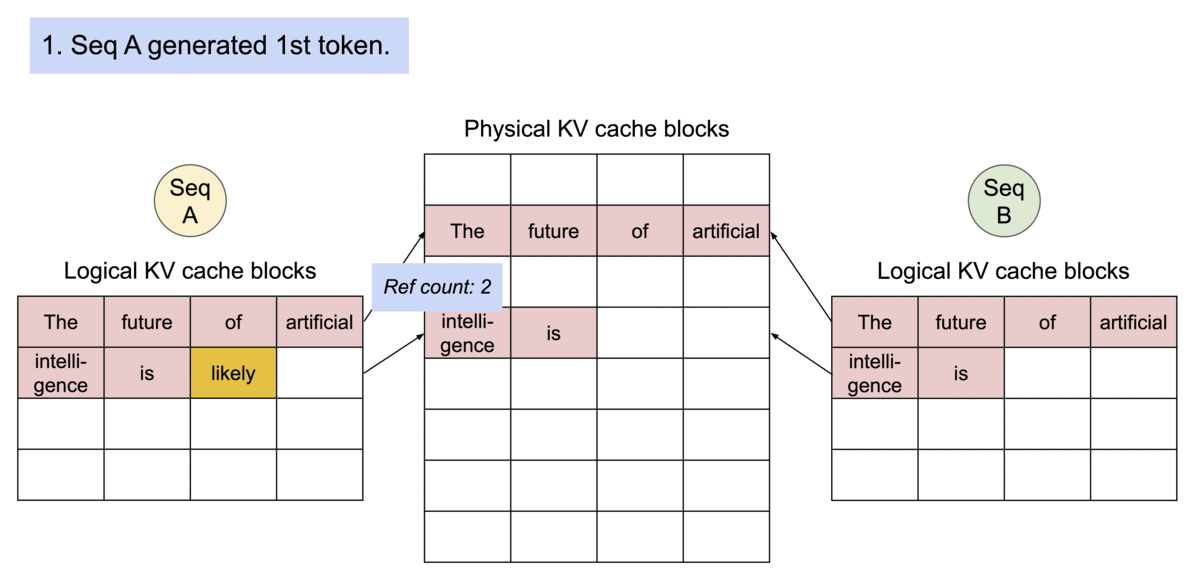 1. Seq A generated 1st token.
Physical KV cache blocks
Seq
A
Seq
B
Logical KV cache blocks
Logical KV cache blocks
The future of artificial
Ref count: 2
intelli-
gence is
The future of artificial
intelli-
gence is likely
The future of artificial
intelli-
gence is